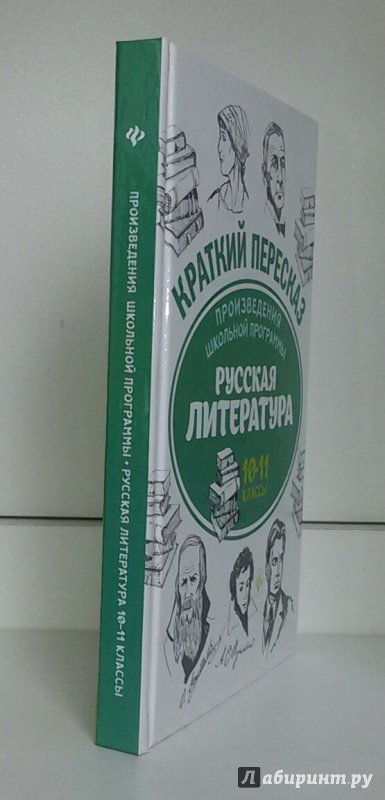 ПРОИЗВЕДЕНИЯ ШКОЛЬНОЙ ПРОГРАММЫ • РУССКАЯ ЛИТЕРАТУРА 10-11 КЛАССЫ
КРАТКИЙ ПЕРЕСКАЗ
ПРОИЗВЕДЕНИЯ
ШКОЛЬНОЙ ПРОГРАММЫ
РУССКАЯ
ЛИТЕРАТУРА
10-11
КЛАССЫ
Лабиринт.ру